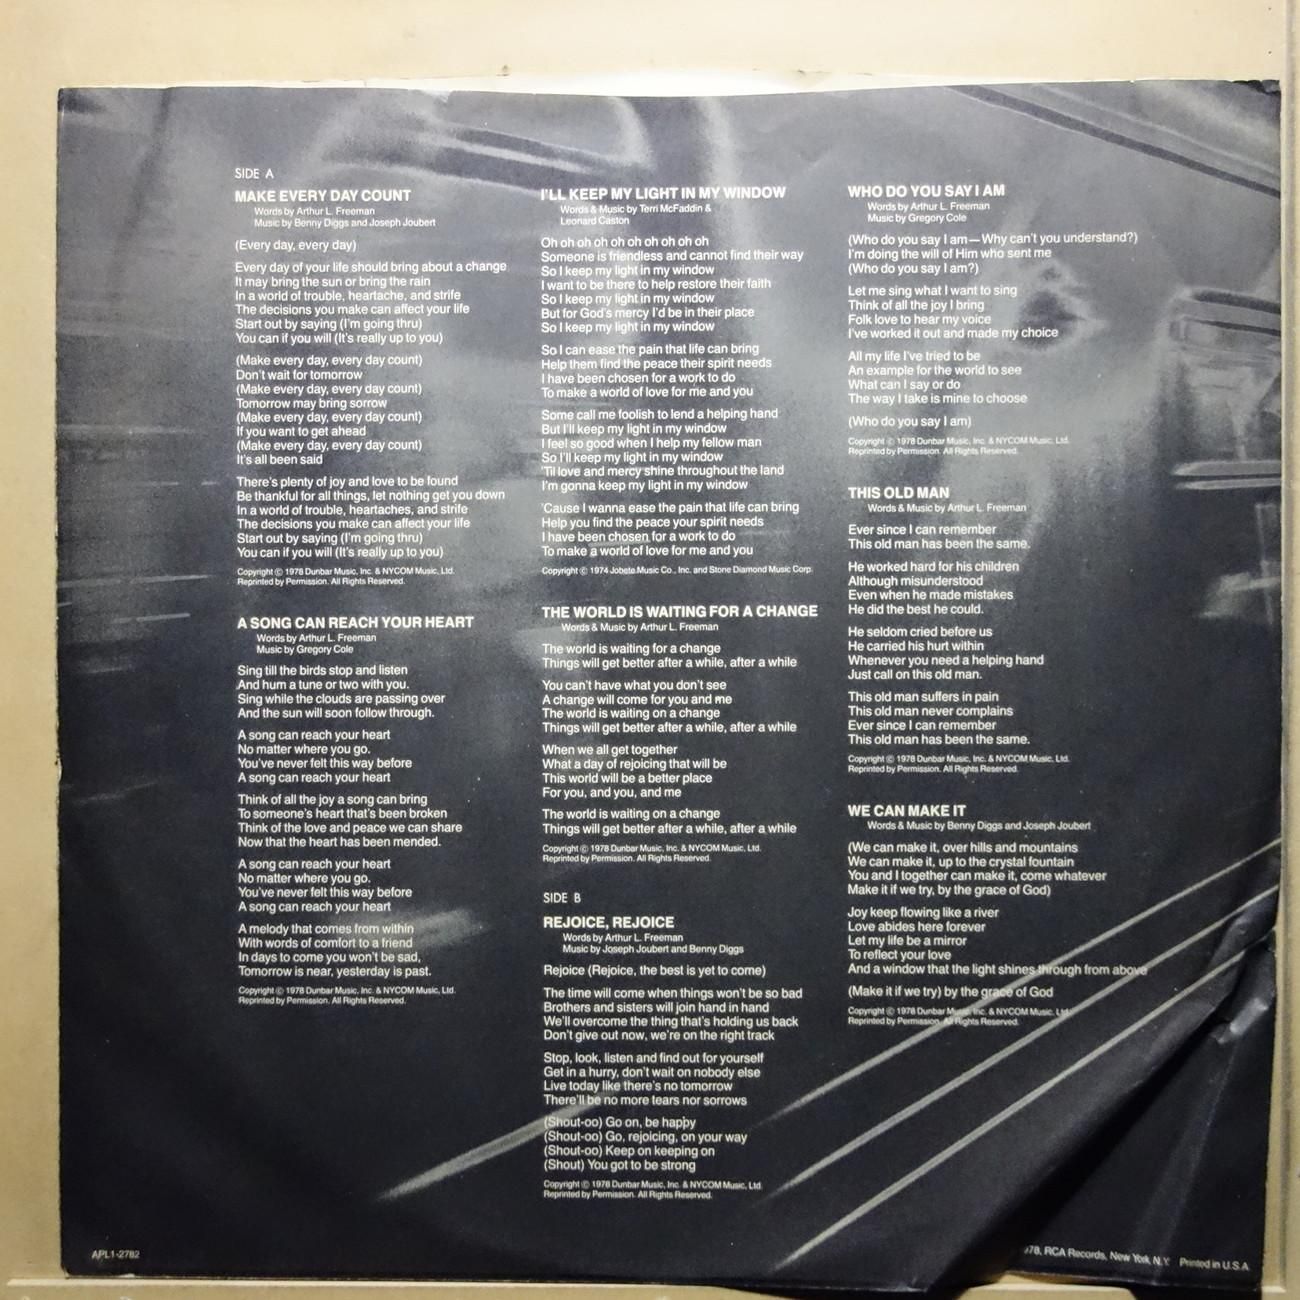 SIDE A
MAKE EVERY DAY COUNT
Words by Arthur L. Freeman
Music by Benny Diggs and Joseph Joubert
(Every day, every day)
Every day of your life should bring about a change
It may bring the sun or bring the rain
In a world of trouble, heartache, and strife
The decisions you make can affect your life
Start out by saying (I'm going thru)
You can if you will (It's really up to you)
(Make every day, every day count)
Don't wait for tomorrow
(Make every day, every day count)
Tomorrow may bring sorrow
(Make every day, every day count)
If you want to get ahead
(Make every day, every day count)
It's all been said
There's plenty of joy and love to be found
Be thankful for all things, let nothing get you down
In a world of trouble, heartaches, and strife
The decisions you make can affect your life
Start out by saying (I'm going thru)
You can if you will (It's really up to you)
Copyright © 1978 Dunbar Music, Inc. & NYCOM Music, Ltd.
Reprinted by Permission. All Rights Reserved.
A SONG CAN REACH YOUR HEART
Words by Arthur L. Freeman
Music by Gregory Cole
Sing till the birds stop and listen
And hum a tune or two with you.
Sing while the clouds are passing over
And the sun will soon follow through.
A song can reach your heart
No matter where you go.
You've never felt this way before
A song can reach your heart
Think of all the joy a song can bring
To someone's heart that's been broken
Think of the love and peace we can share
Now that the heart has been mended.
A song can reach your heart
No matter where you go.
You've never felt this way before
A song can reach your heart
A melody that comes from within
With words of comfort to a friend
In days to come you won't be sad,
Tomorrow is near, yesterday is past.
Copyright © 1978 Dunbar Music, Inc. & NYCOM Music, Ltd.
Reprinted by Permission. All Rights Reserved.
I'LL KEEP MY LIGHT IN MY WINDOW
Words & Music by Terri McFaddin &
Leonard Caston
Oh oh oh oh oh oh oh oh oh oh
Someone is friendless and cannot find their way
So I keep my light in my window
I want to be there to help restore their faith
So I keep my light in my window
But for God's mercy I'd be in their place
So I keep my light in my window
So I can ease the pain that life can bring
Help them find the peace their spirit needs
I have been chosen for a work to do
To make a world of love for me and you
Some call me foolish to lend a helping hand
But I'll keep my light in my window
I feel so good when I help my fellow man
So I'll keep my light in my window
'Til love and mercy shine throughout the land
I'm gonna keep my light in my window
'Cause I wanna ease the pain that life can bring
Help you find the peace your spirit needs
I have been chosen for a work to do
To make a world of love for me and you
Copyright © 1974 Jobete Music Co., Inc. and Stone Diamond Music Corp.
THE WORLD IS WAITING FOR A CHANGE
Words & Music by Arthur L. Freeman
The world is waiting for a change
Things will get better after a while, after a while
You can't have what you don't see
A change will come for you and me
The world is waiting on a change
Things will get better after a while, after a while
When we all get together
What a day of rejoicing that will be
This world will be a better place
For you, and you, and me
The world is waiting on a change
Things will get better after a while, after a while
Copyright © 1978 Dunbar Music, Inc. & NYCOM Music, Ltd.
Reprinted by Permission. All Rights Reserved.
SIDE B
REJOICE, REJOICE
Words by Arthur L. Freeman
Music by Joseph Joubert and Benny Diggs
Rejoice (Rejoice, the best is yet to come)
The time will come when things won't be so bad
Brothers and sisters will join hand in hand
We'll overcome the thing that's holding us back
Don't give out now, we're on the right track
Stop, look, listen and find out for yourself
Get in a hurry, don't wait on nobody else
Live today like there's no tomorrow
There'll be no more tears nor sorrows
(Shout-oo) Go on, be happy
(Shout-oo) Go, rejoicing, on your way
(Shout-oo) Keep on keeping on
(Shout) You got to be strong
Copyright © 1978 Dunbar Music, Inc. & NYCOM Music, Ltd.
Reprinted by Permission. All Rights Reserved.
WHO DO YOU SAY I AM
Words by Arthur L. Freeman
Music by Gregory Cole
(Who do you say I am—Why can't you understand?)
I'm doing the will of Him who sent me
(Who do you say I am?)
Let me sing what I want to sing
Think of all the joy I bring
Folk love to hear my voice
I've worked it out and made my choice
All my life I've tried to be
An example for the world to see
What can I say or do
The way I take is mine to choose
(Who do you say I am)
Copyright © 1978 Dunbar Music, Inc. & NYCOM Music, Ltd.
Reprinted by Permission. All Rights Reserved.
THIS OLD MAN
Words & Music by Arthur L. Freeman
Ever since I can remember
This old man has been the same.
He worked hard for his children
Although misunderstood
Even when he made mistakes
He did the best he could.
He seldom cried before us
He carried his hurt within
Whenever you need a helping hand
Just call on this old man.
This old man suffers in pain
This old man never complains
Ever since I can remember
This old man has been the same.
Copyright © 1978 Dunbar Music, Inc. & NYCOM Music, Ltd.
Reprinted by Permission. All Rights Reserved.
WE CAN MAKE IT
Words & Music by Benny Diggs and Joseph Joubert
(We can make it, over hills and mountains
We can make it, up to the crystal fountain
You and I together can make it, come whatever
Make it if we try, by the grace of God)
Joy keep flowing like a river
Love abides here forever
Let my life be a mirror
To reflect your love
And a window that the light shines through from above
(Make it if we try) by the grace of God
Copyright © 1978 Dunbar Music, Inc. & NYCOM Music, Ltd.
Reprinted by Permission. All Rights Reserved.
APL1-2782
78, RCA Records, New York, N.Y. Printed in U.S.A.